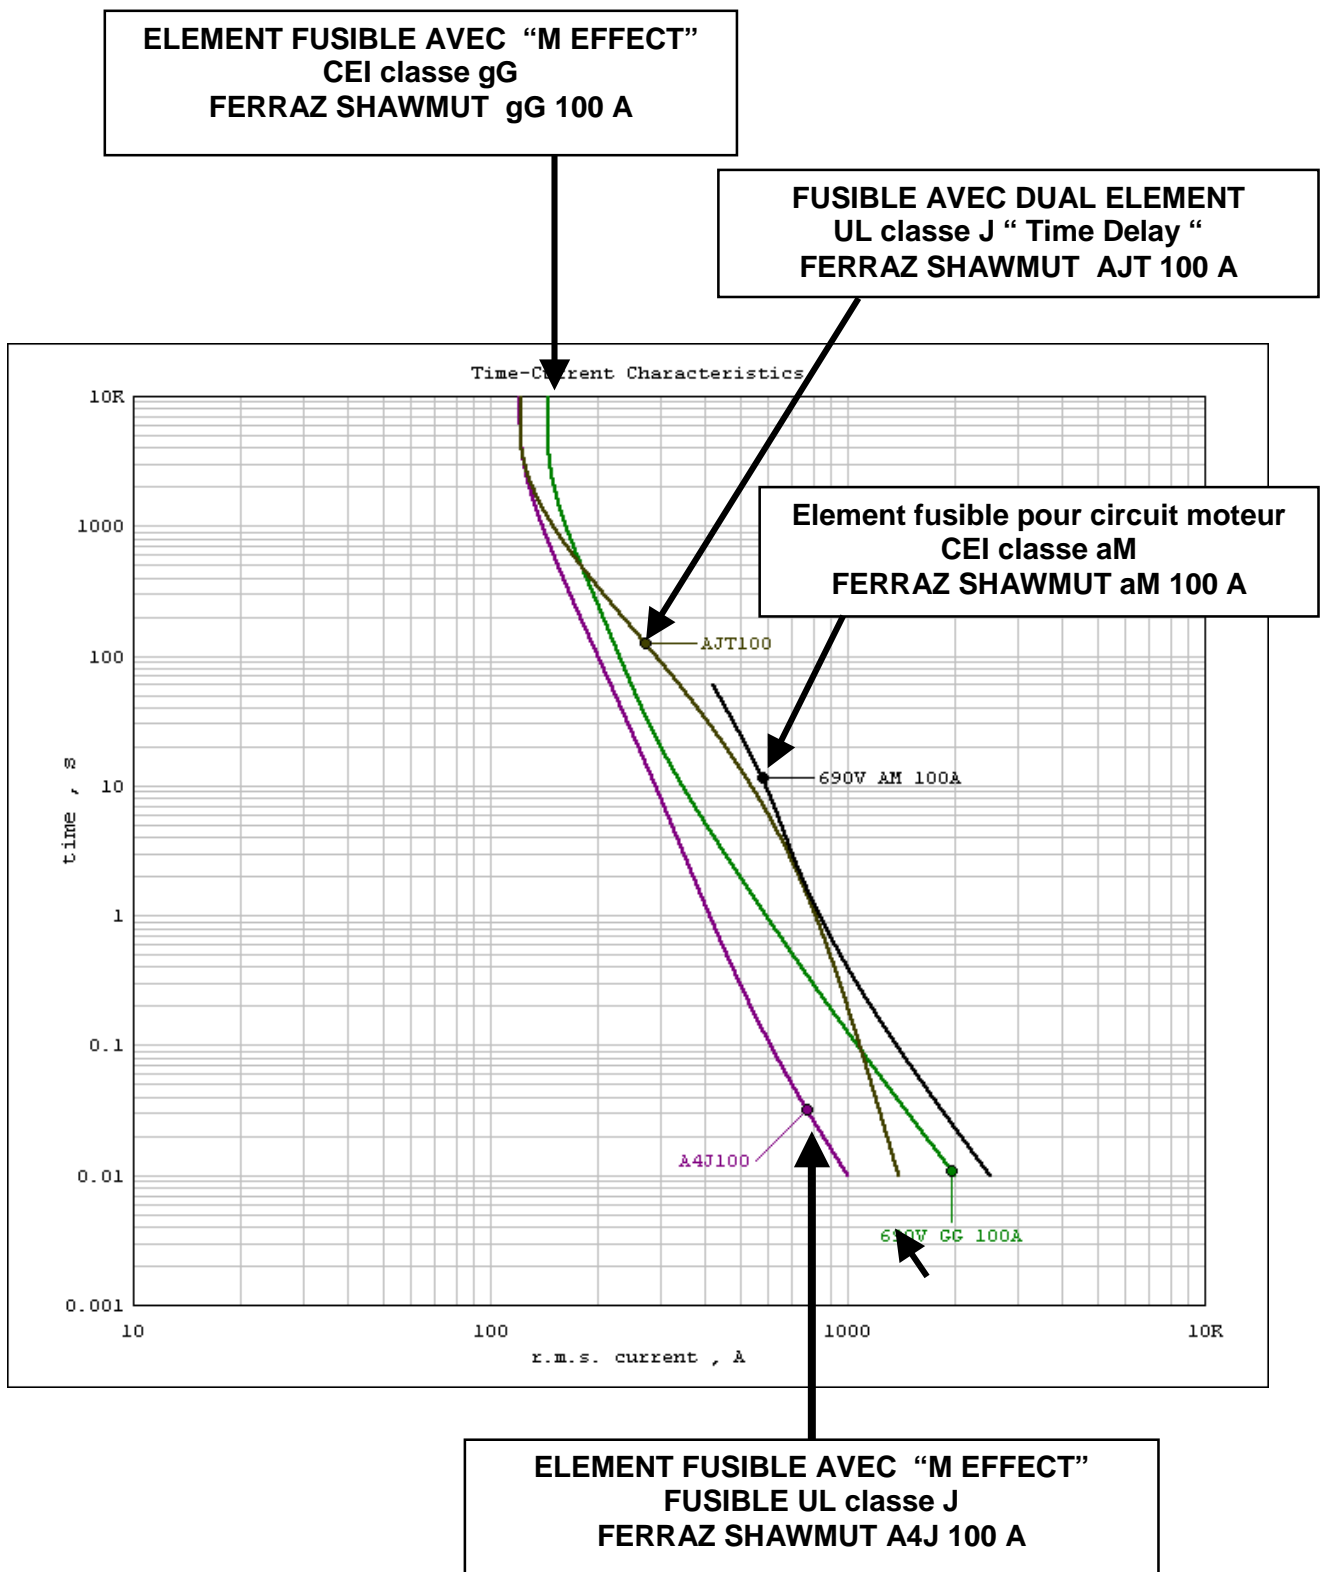 ELEMENT FUSIBLE AVEC “M EFFECT”
CEI classe gG
FERRAZ SHAWMUT gG 100 A
FUSIBLE AVEC DUAL ELEMENT
UL classe J “ Time Delay “
FERRAZ SHAWMUT AJT 100 A
Time-Current Characteristics
Element fusible pour circuit moteur
CEI classe aM
FERRAZ SHAWMUT aM 100 A
10K
1000
100
10
1
0.1
0.01
0.001
time , s
AJT100
690V AM 100A
A4J100
690V GG 100A
10
100
1000
10K
r.m.s. current , A
ELEMENT FUSIBLE AVEC “M EFFECT”
FUSIBLE UL classe J
FERRAZ SHAWMUT A4J 100 A